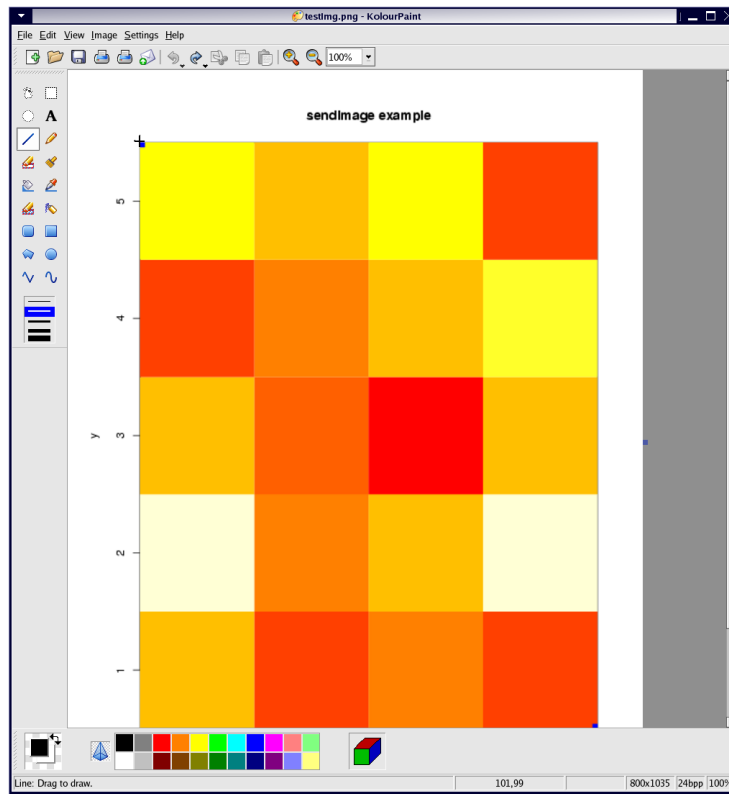 testImg.png - KolourPaint
File Edit View Image Settings Help
100%
A
sendImage example
5
4
y
3
2
1
Line: Drag to draw.
101,99
800x1035
24bpp
100%